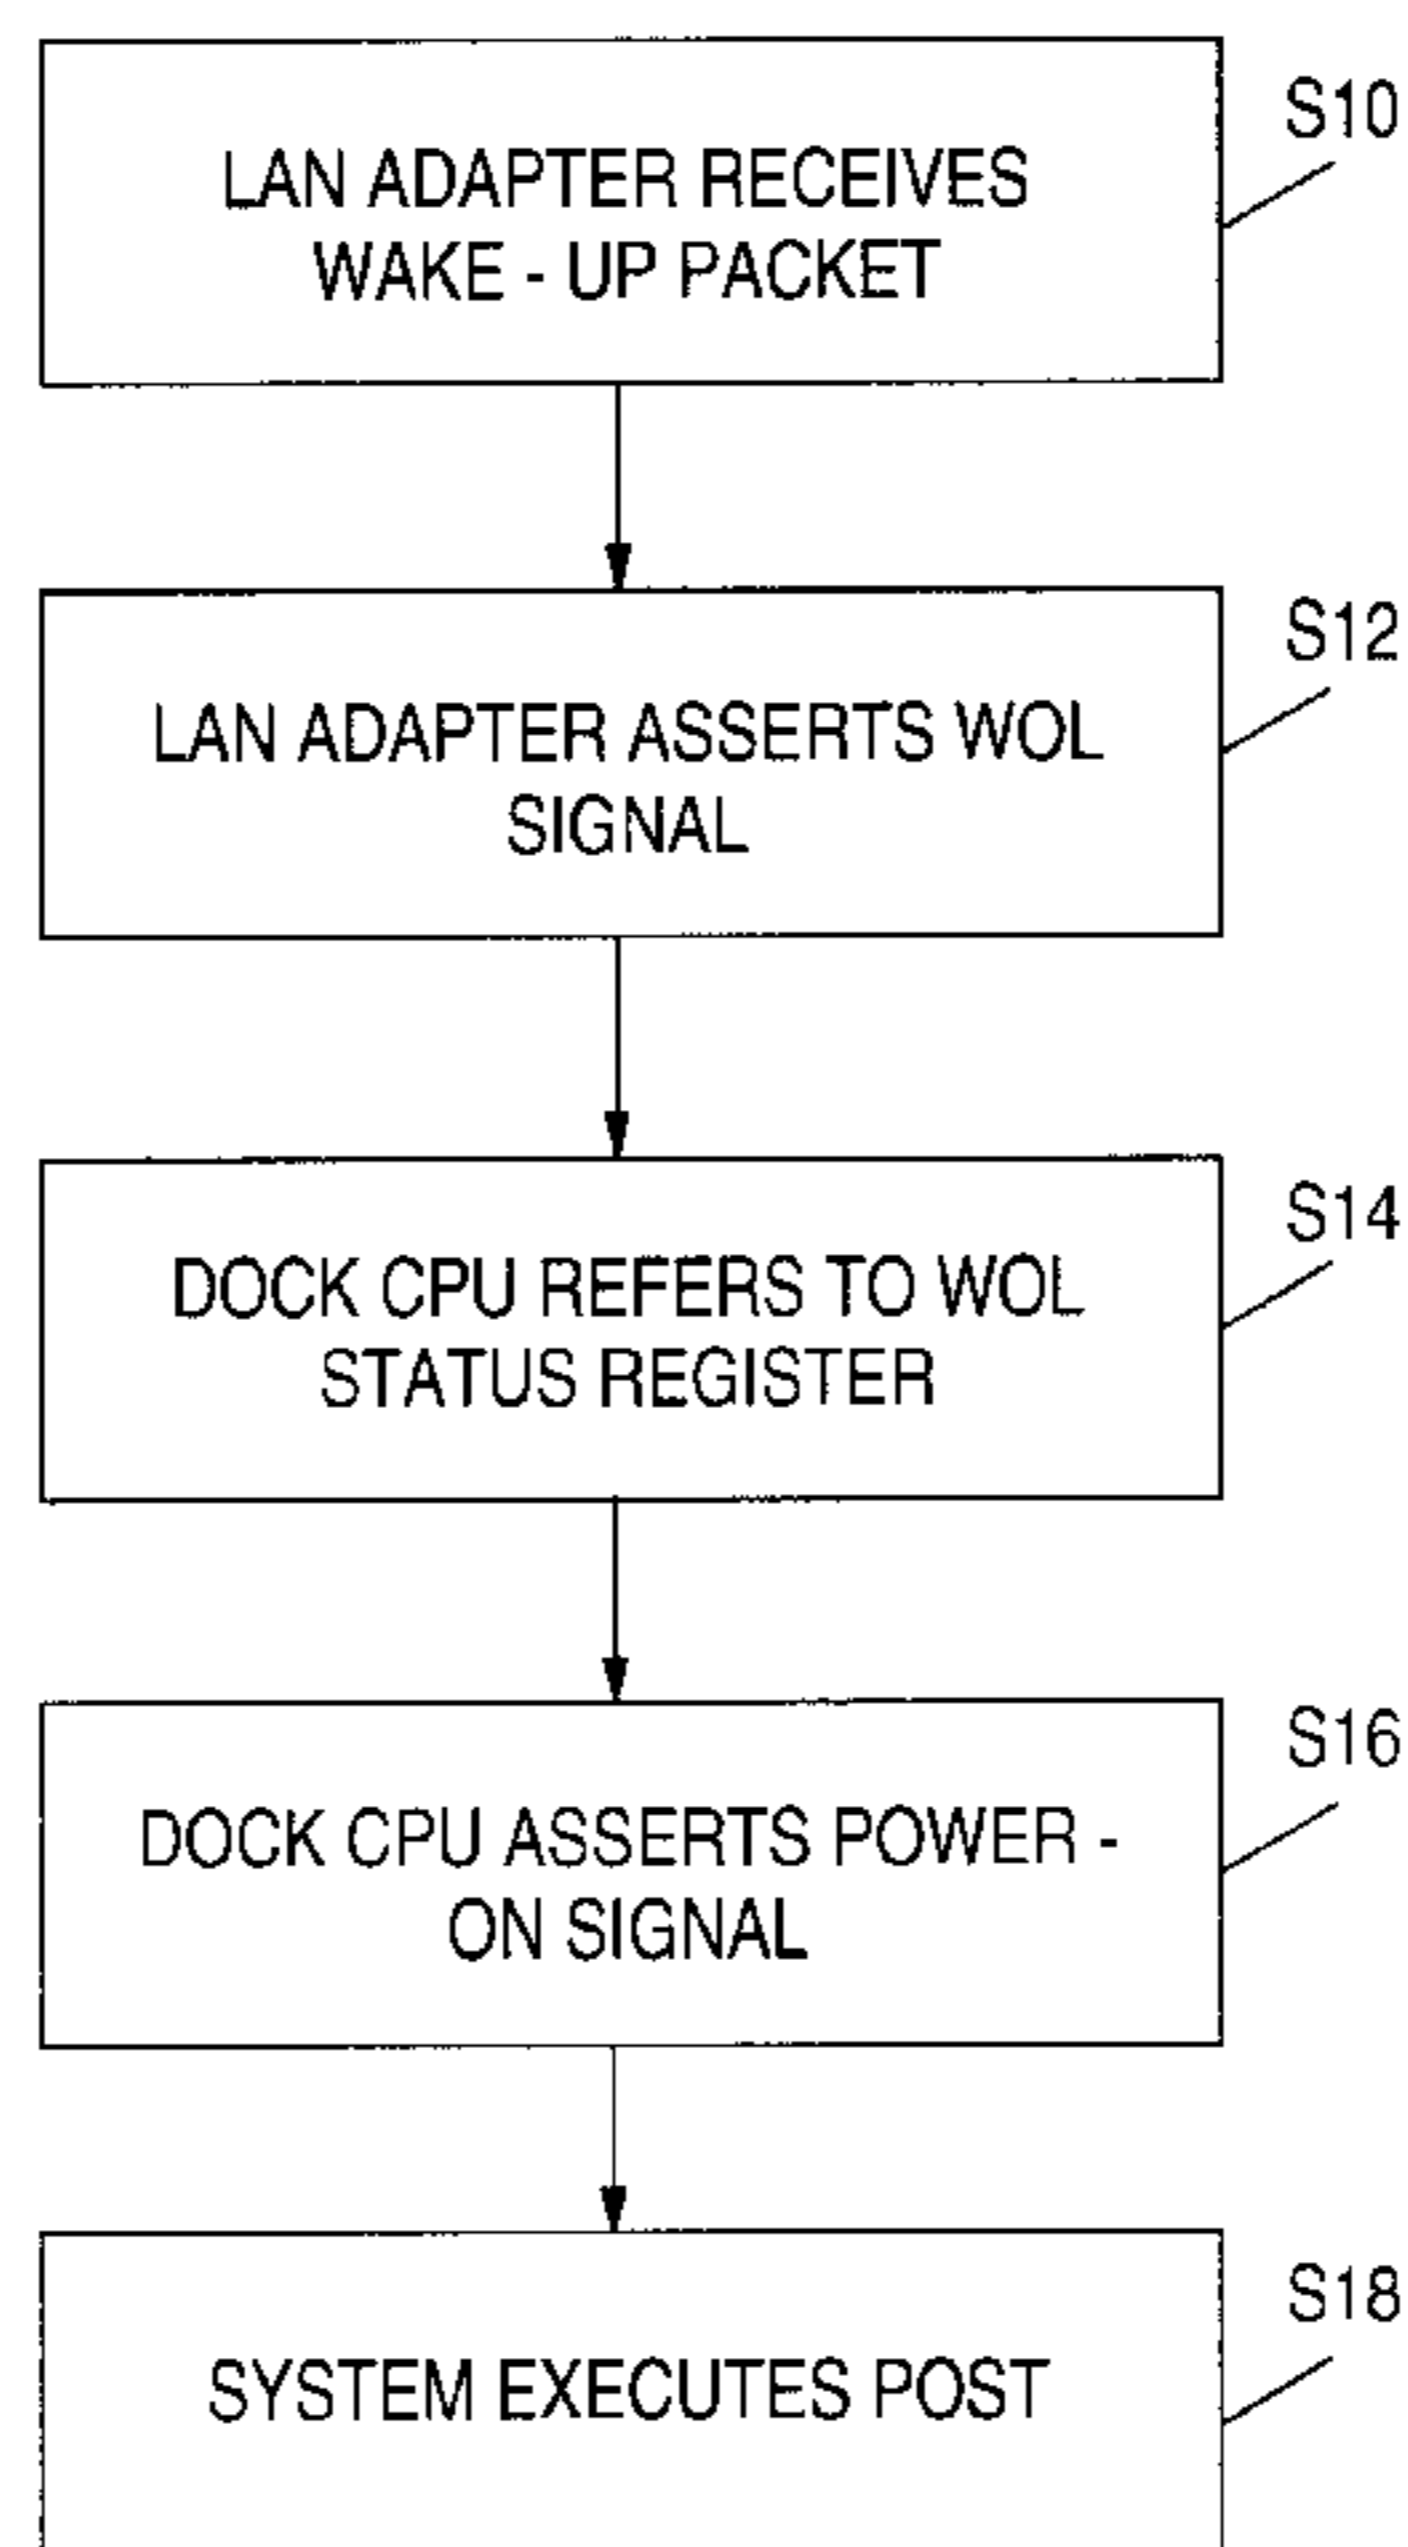 S10
LAN ADAPTER RECEIVES
WAKE - UP PACKET
S12
LAN ADAPTER ASSERTS WOL
SIGNAL
S14
DOCK CPU REFERS TO WOL
STATUS REGISTER
S16
DOCK CPU ASSERTS POWER -
ON SIGNAL
S18
SYSTEM EXECUTES POST